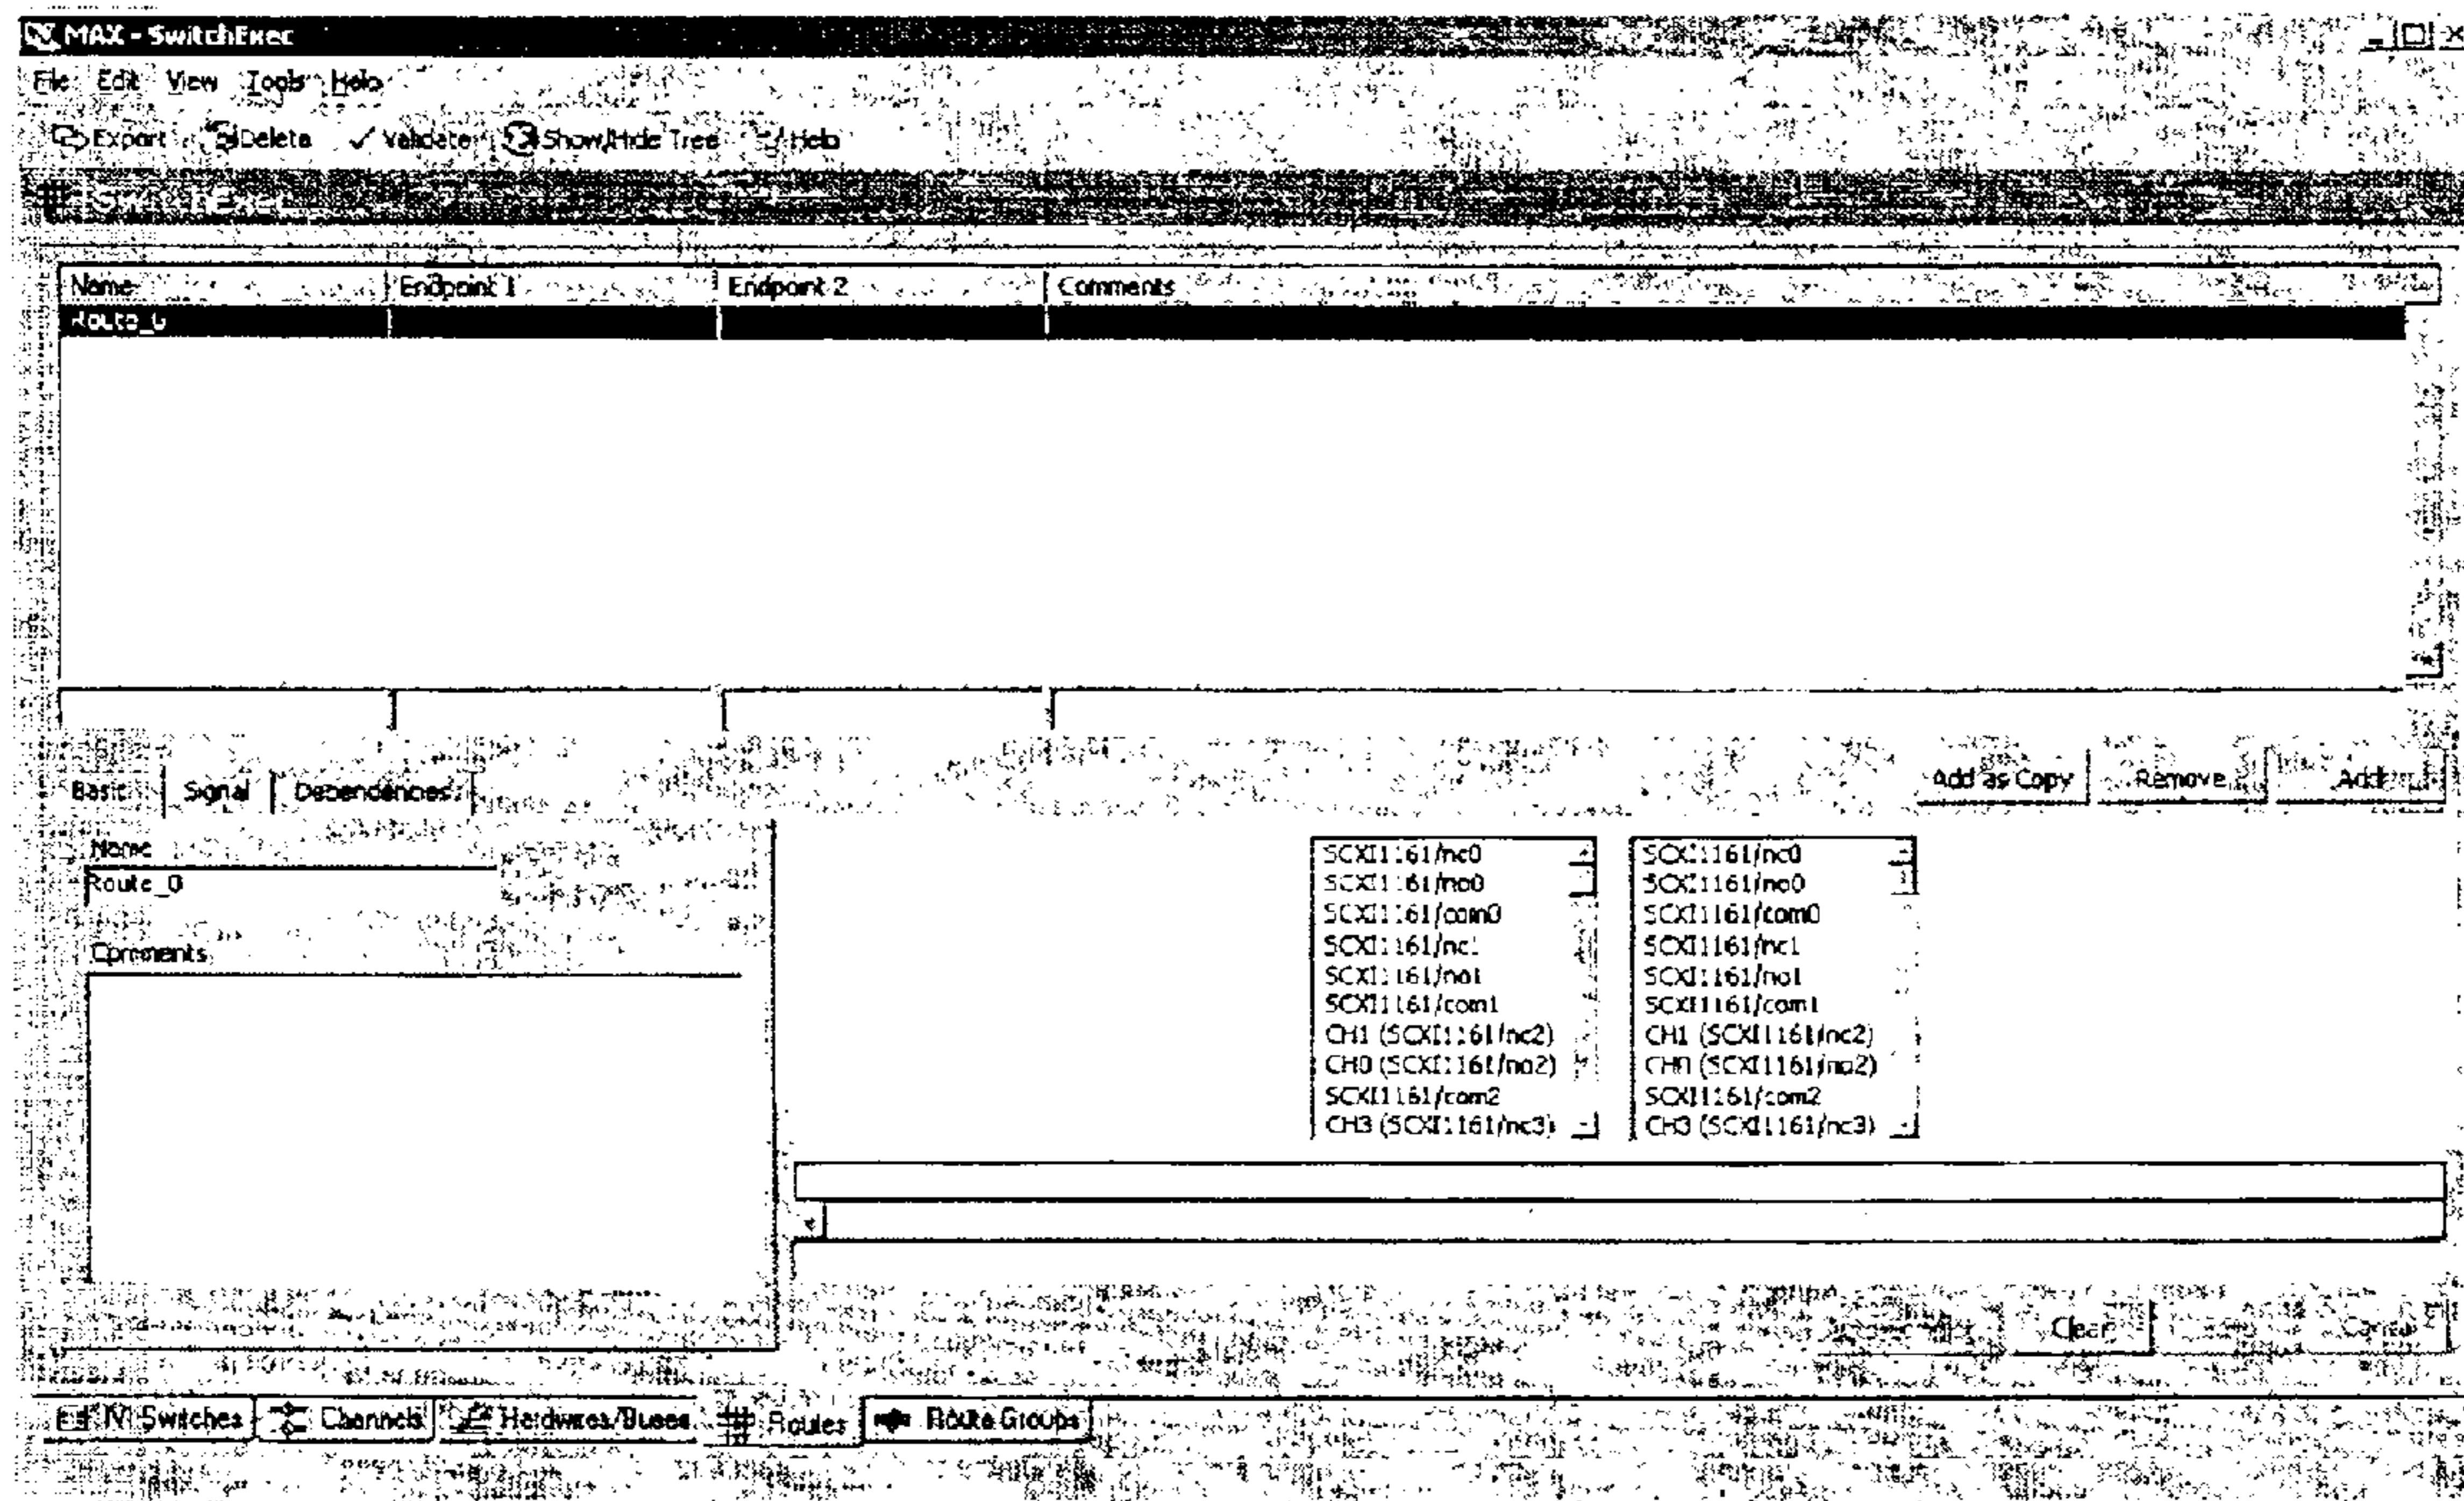 MAX - SwitchExec
File Edit View Tools Help
Export Delete Validate Show/Hide Tree Help
SwitchExec
Name Endpoint 1 Endpoint 2 Comments
Route_0
Basic Signal Dependencies Add as Copy Remove Add
Name
Route_0
Comments
SCXI1161/nc0 SCXI1161/nc0
SCXI1161/no0 SCXI1161/no0
SCXI1161/com0 SCXI1161/com0
SCXI1161/nc1 SCXI1161/nc1
SCXI1161/no1 SCXI1161/no1
SCXI1161/com1 SCXI1161/com1
CH1 (SCXI1161/nc2) CH1 (SCXI1161/nc2)
CH0 (SCXI1161/no2) CH0 (SCXI1161/no2)
SCXI1161/com2 SCXI1161/com2
CH3 (SCXI1161/nc3) CH3 (SCXI1161/nc3)
Clear
IVI Switches Channels Hardwires/Buses Routes Route Groups